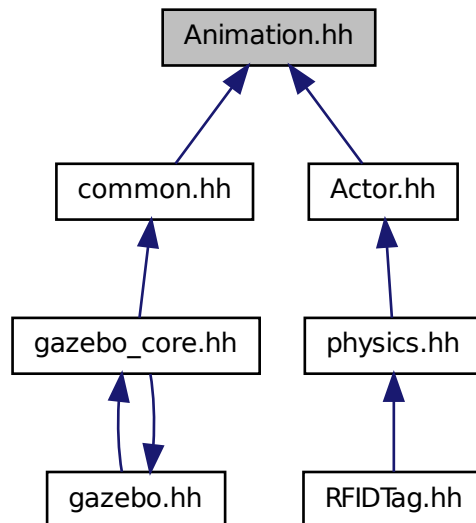 Animation.hh
common.hh
Actor.hh
gazebo_core.hh
physics.hh
gazebo.hh
RFIDTag.hh